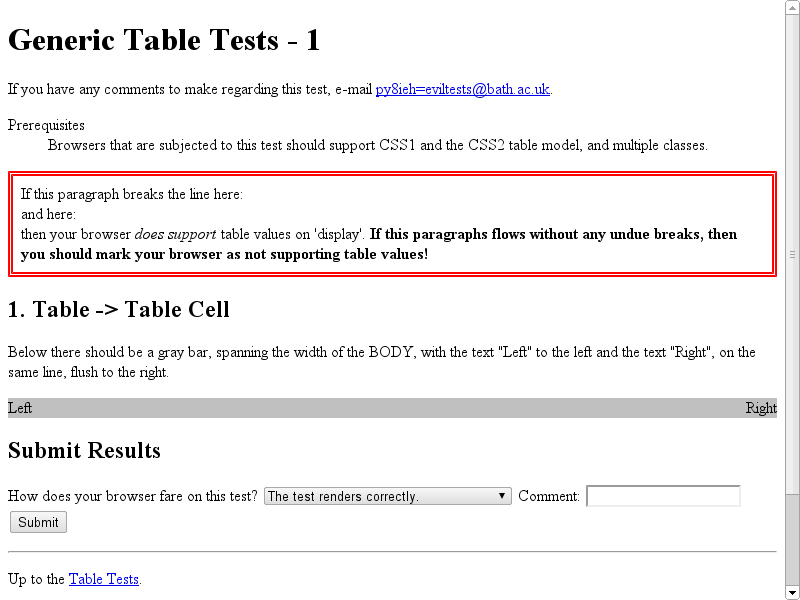 Generic Table Tests - 1
If you have any comments to make regarding this test, e-mail py8ieh=eviltests@bath.ac.uk.
Prerequisites
Browsers that are subjected to this test should support CSS1 and the CSS2 table model, and multiple classes.
If this paragraph breaks the line here:
and here:
then your browser does support table values on 'display'. If this paragraphs flows without any undue breaks, then
you should mark your browser as not supporting table values!
1. Table -> Table Cell
Below there should be a gray bar, spanning the width of the BODY, with the text "Left" to the left and the text "Right", on the
same line, flush to the right.
Left Right
Submit Results
How does your browser fare on this test? The test renders correctly. Comment:
Submit
Up to the Table Tests.